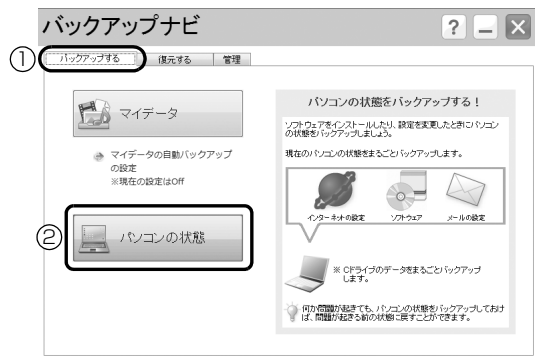 バックアップナビ
? – ×
① バックアップする 復元する 管理
マイデータ
マイデータの自動バックアップ
の設定
※現在の設定はOff
② パソコンの状態
パソコンの状態をバックアップする！
ソフトウェアをインストールしたり、設定を変更したときにパソコン
の状態をバックアップしましょう。
現在のパソコンの状態をまるごとバックアップします。
インターネットの設定 ソフトウェア メールの設定
※ Cドライブのデータをまるごとバックアップ
します。
何か問題が起きても、パソコンの状態をバックアップしておけ
ば、問題が起きる前の状態に戻すことができます。